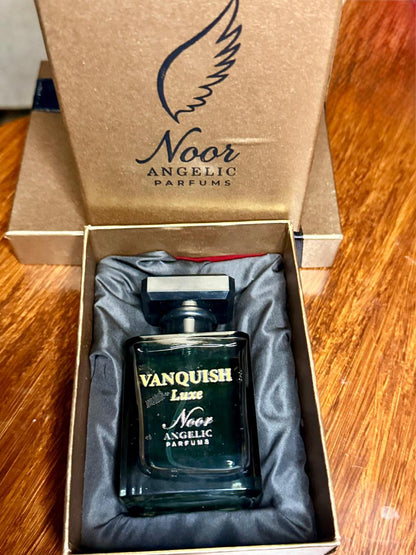 Noor
ANGELIC
PARFUMS
VANQUISH
Luxe
Noor
ANGELIC
PARFUMS